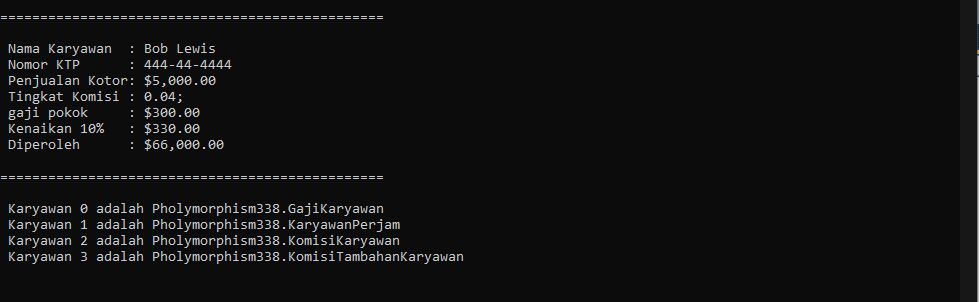 ================================================
Nama Karyawan  : Bob Lewis
Nomor KTP      : 444-44-4444
Penjualan Kotor: $5,000.00
Tingkat Komisi : 0.04;
gaji pokok     : $300.00
Kenaikan 10%   : $330.00
Diperoleh      : $66,000.00
================================================
Karyawan 0 adalah Pholymorphism338.GajiKaryawan
Karyawan 1 adalah Pholymorphism338.KaryawanPerjam
Karyawan 2 adalah Pholymorphism338.KomisiKaryawan
Karyawan 3 adalah Pholymorphism338.KomisiTambahanKaryawan